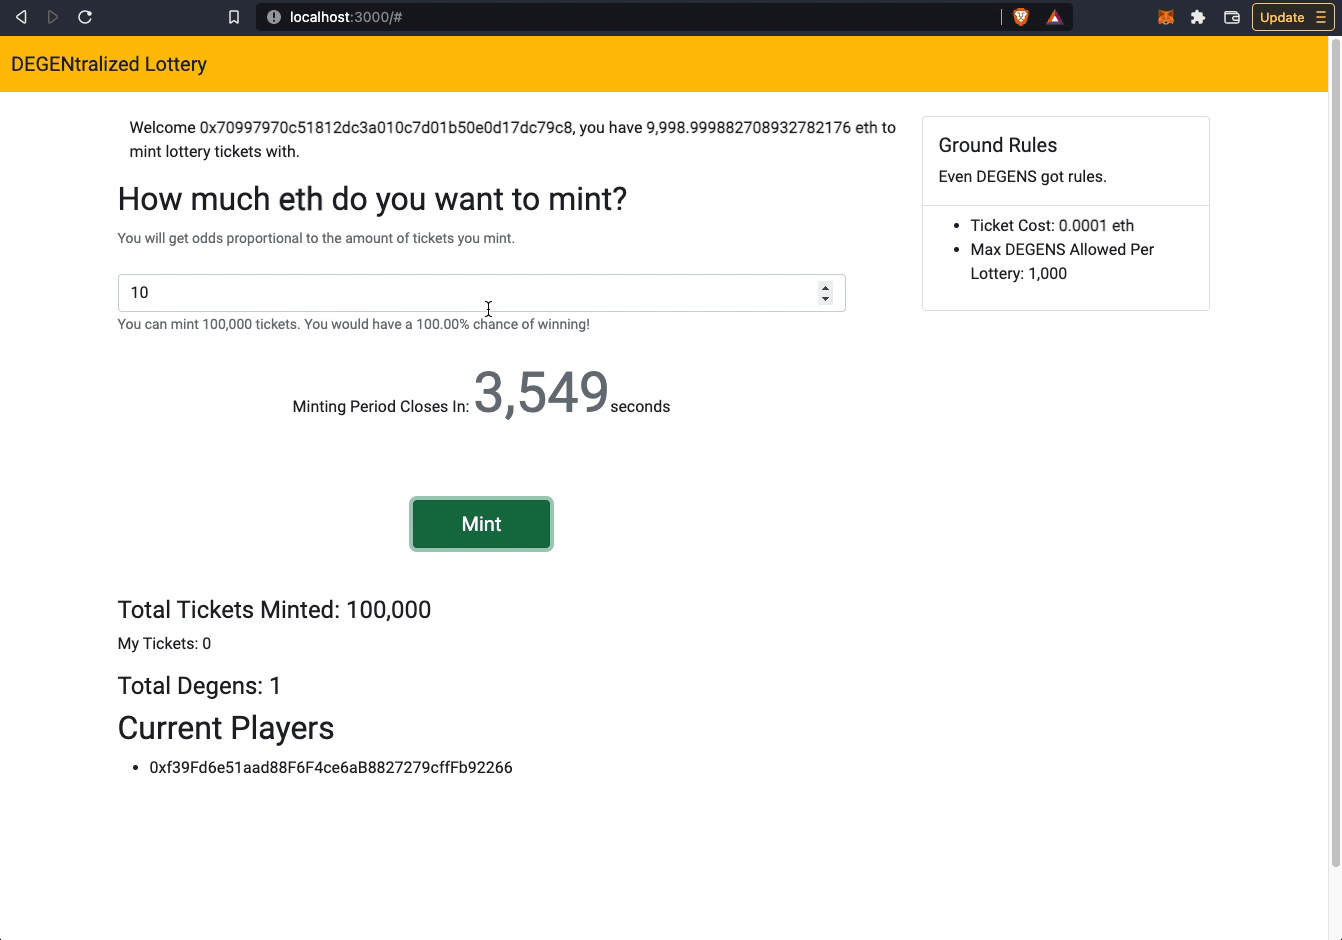 localhost:3000/#
Update
DEGENtralized Lottery
Welcome 0x70997970c51812dc3a010c7d01b50e0d17dc79c8, you have 9,998.999882708932782176 eth to
mint lottery tickets with.
How much eth do you want to mint?
You will get odds proportional to the amount of tickets you mint.
10
You can mint 100,000 tickets. You would have a 100.00% chance of winning!
Minting Period Closes In: 3,549 seconds
Mint
Total Tickets Minted: 100,000
My Tickets: 0
Total Degens: 1
Current Players
• 0xf39Fd6e51aad88F6F4ce6aB8827279cffFb92266
Ground Rules
Even DEGENS got rules.
• Ticket Cost: 0.0001 eth
• Max DEGENS Allowed Per
Lottery: 1,000